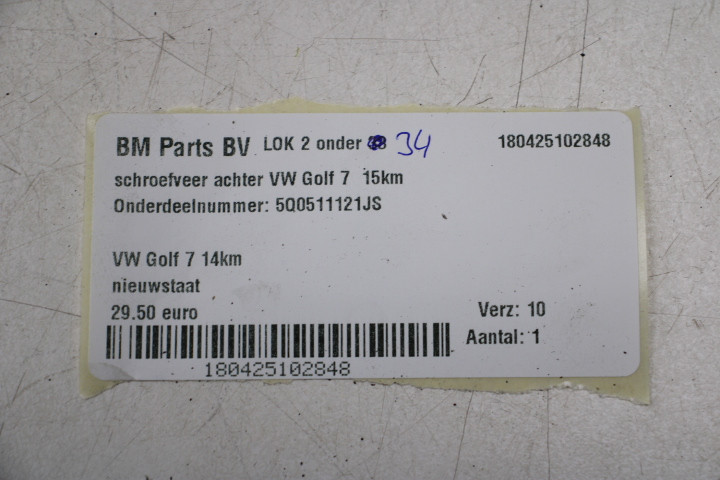 BM Parts BV LOK 2 onder 34 180425102848
schroefveer achter VW Golf 7 15km
Onderdeelnummer: 5Q0511121JS
VW Golf 7 14km
nieuwstaat
29.50 euro Verz: 10
Aantal: 1
180425102848